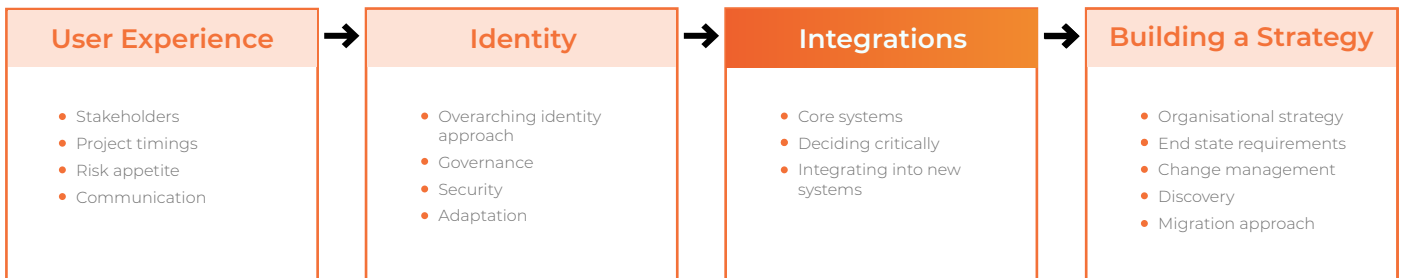 User Experience
Stakeholders
Project timings
Risk appetite
Communication
Identity
Overarching identity
approach
Governance
Security
Adaptation
Integrations
Core systems
Deciding critically
Integrating into new
systems
Building a Strategy
Organisational strategy
End state requirements
Change management
Discovery
Migration approach